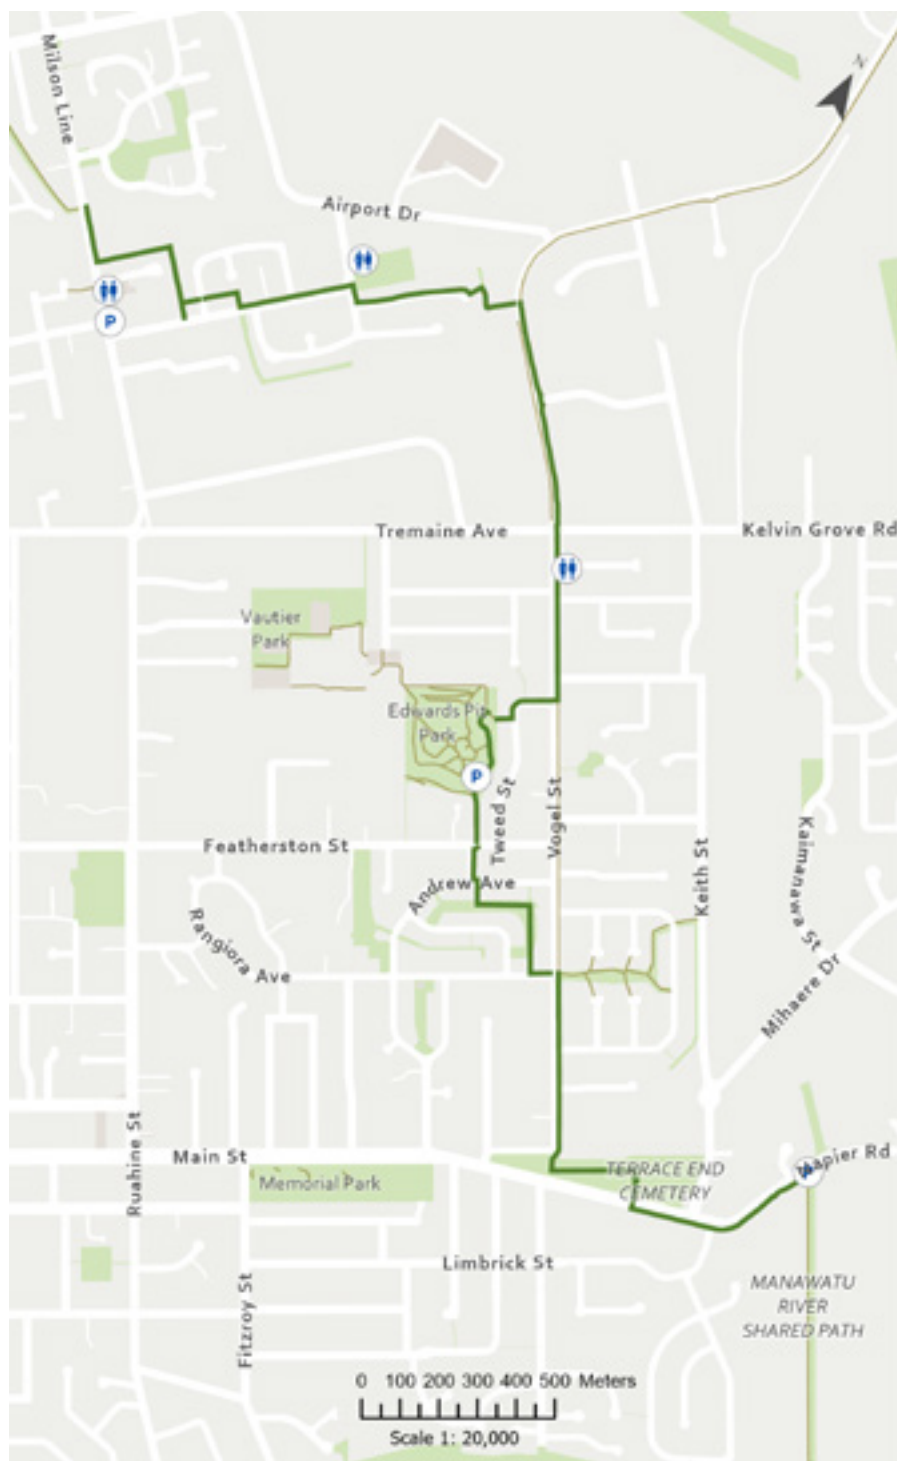 Milson Line
N
Airport Dr
P
Tremaine Ave
Kelvin Grove Rd
Vautier
Park
Edwards Pit
Park
P
Tweed St
Vogel St
Featherston St
Keith St
Kaimanawa St
Andrew Ave
Rangiora Ave
Mihaere Dr
Ruahine St
Main St
Napier Rd
TERRACE END
CEMETERY
Memorial Park
Limbrick St
MANAWATU
RIVER
SHARED PATH
Fitzroy St
0 100 200 300 400 500 Meters
Scale 1: 20,000